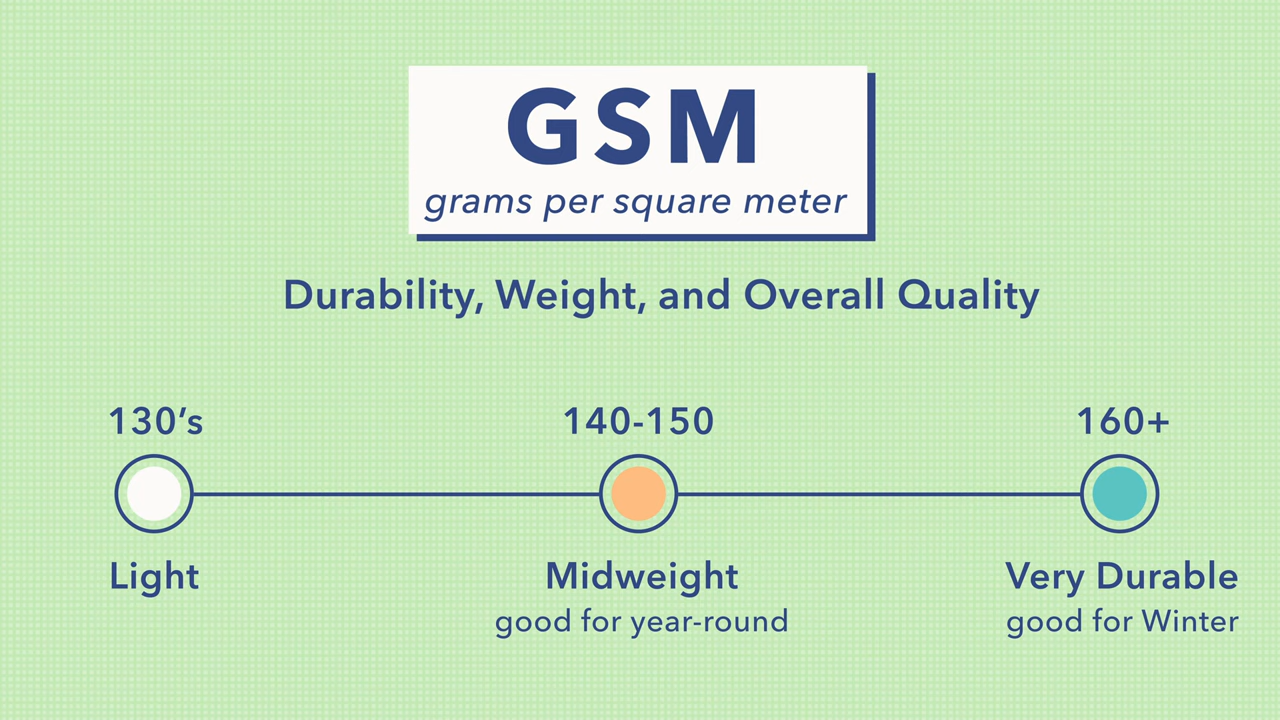 GSM
grams per square meter
Durability, Weight, and Overall Quality
130's 140-150 160+
Light Midweight Very Durable
good for year-round good for Winter